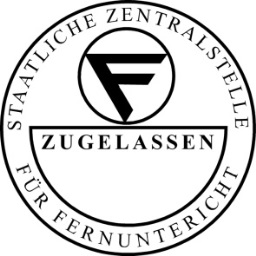 STAATLICHE ZENTRALSTELLE
F
ZUGELASSEN
FÜR FERNUNTERICHT